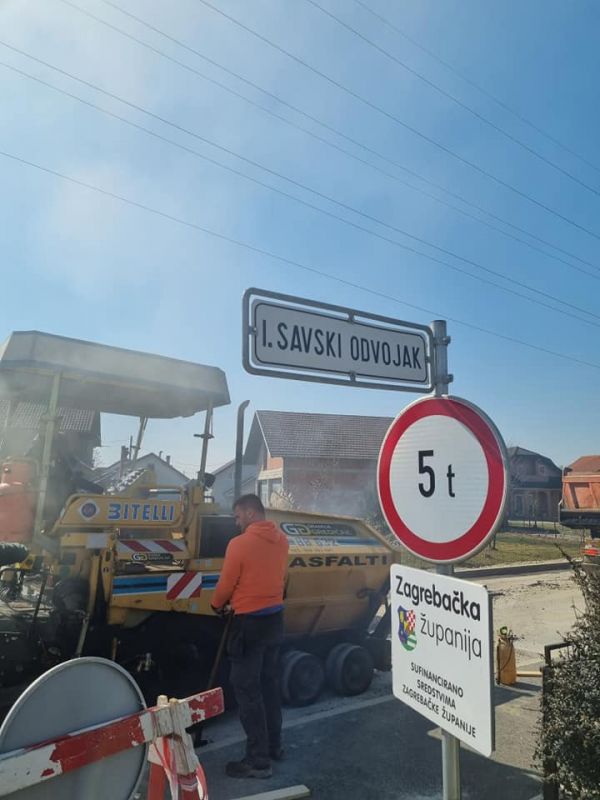 I. SAVSKI ODVOJAK
5 t
Zagrebačka
županija
SUFINANCIRANO
SREDSTVIMA
ZAGREBAČKE ŽUPANIJE
BITELLI
ASFALTI